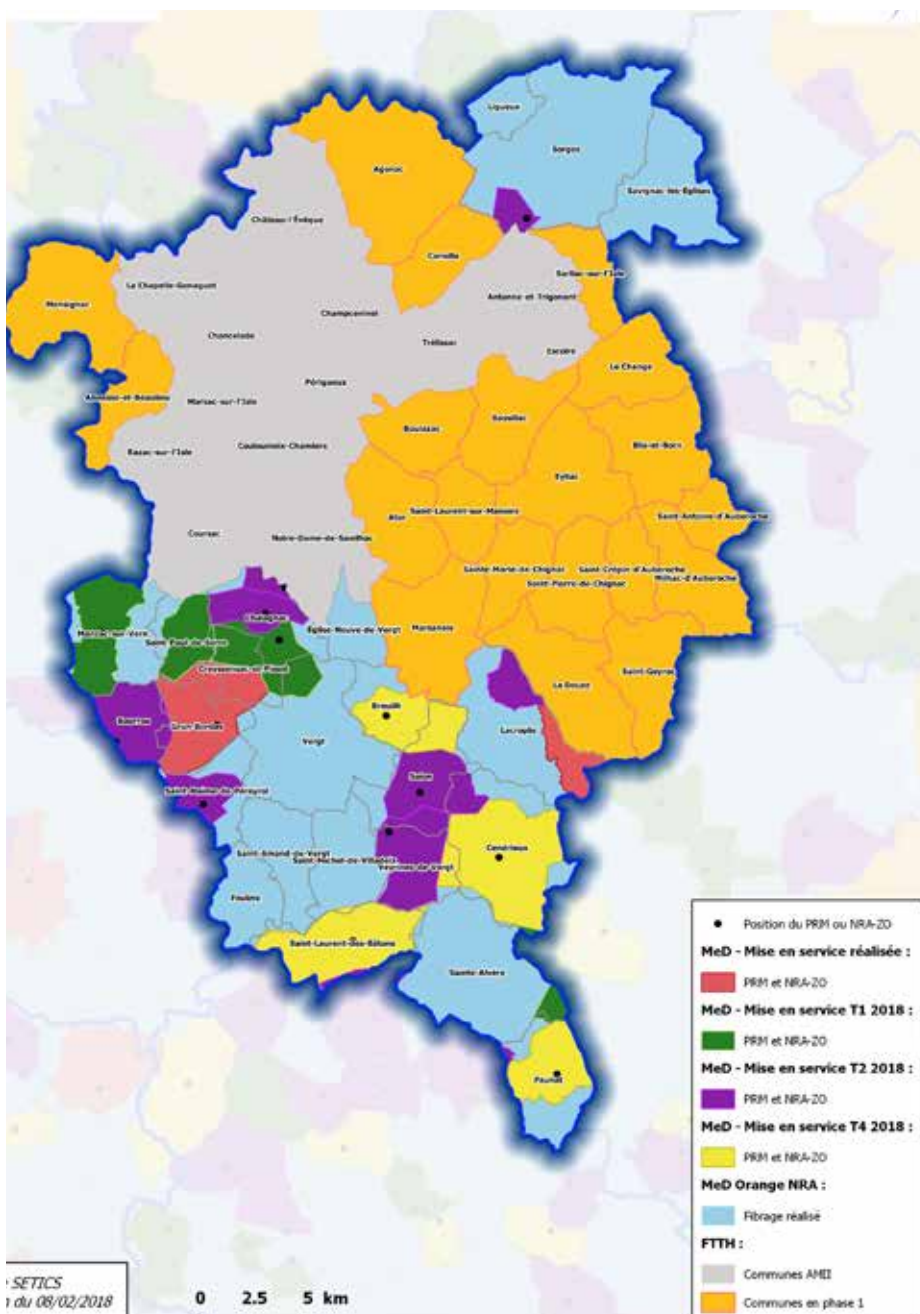 Ligueux
Sorges
Agonac
Savignac-les-Églises
Château-l'Évêque
Cornille
Sarliac-sur-l'Isle
La Chapelle-Gonaguet
Mensignac
Antonne-et-Trigonant
Champcevinel
Chancelade
Trélissac
Escoire
Le Change
Périgueux
Annesse-et-Beaulieu
Marsac-sur-l'Isle
Boulazac
Bassillac
Coulounieix-Chamiers
Blis-et-Born
Razac-sur-l'Isle
Eyliac
Saint-Laurent-sur-Manoire
Atur
Saint-Antoine-d'Auberoche
Coursac
Notre-Dame-de-Sanilhac
Sainte-Marie-de-Chignac
Saint-Crépin-d'Auberoche
Saint-Pierre-de-Chignac
Milhac-d'Auberoche
Chalagnac
Manzac-sur-Vern
Église-Neuve-de-Vergt
Marsaneix
Saint-Paul-de-Serre
Creyssensac-et-Pissot
Saint-Geyrac
La Douze
Bourrou
Grun-Bordas
Breuilh
Lacropte
Vergt
Salon
Saint-Amand-de-Vergt
Cendrieux
Saint-Michel-de-Villadeix
Veyrines-de-Vergt
Fouleix
Saint-Laurent-des-Bâtons
Sainte-Alvère
Paunat
Position du PRM ou NRA-ZO
MeD - Mise en service réalisée :
PRM et NRA-ZO
MeD - Mise en service T1 2018 :
PRM et NRA-ZO
MeD - Mise en service T2 2018 :
PRM et NRA-ZO
MeD - Mise en service T4 2018 :
PRM et NRA-ZO
MeD Orange NRA :
Fibrage réalisé
FTTH :
Communes AMII
Communes en phase 1
SETICS
du 08/02/2018
0 2.5 5 km